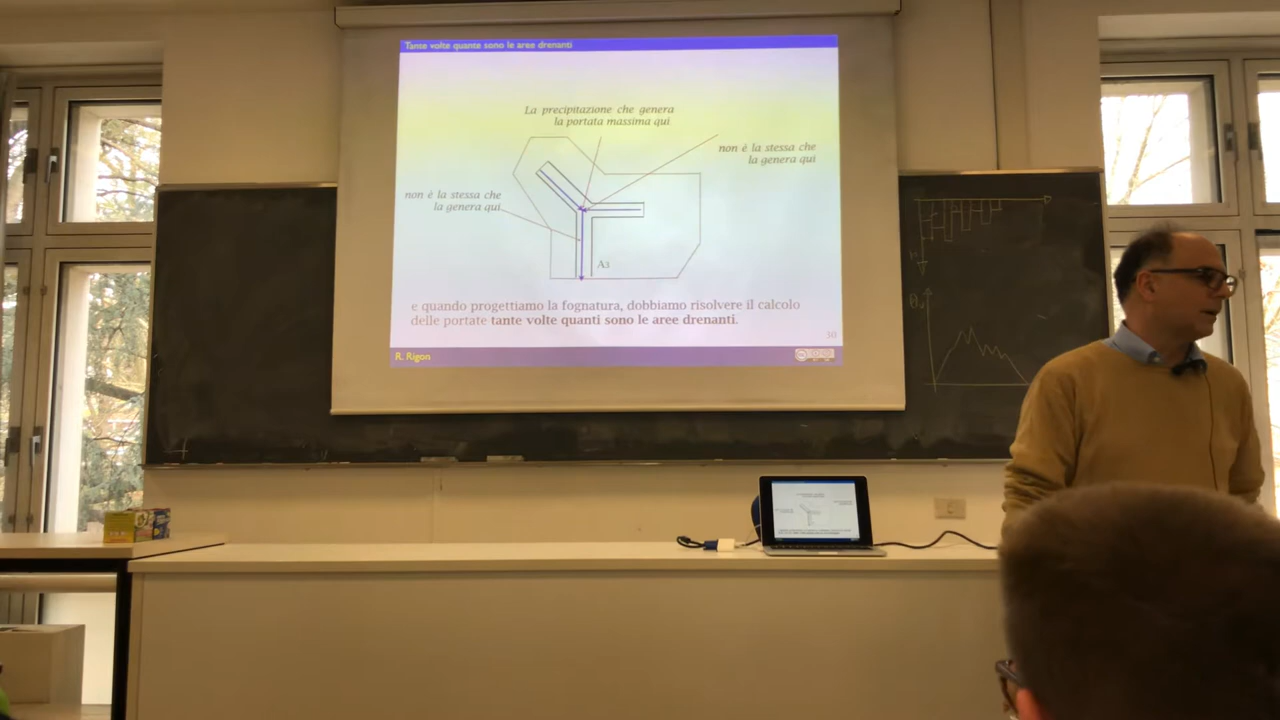 Tante volte quante sono le aree drenanti
La precipitazione che genera
la portata massima qui
non è la stessa che
la genera qui
non è la stessa che
la genera qui
A3
e quando progettiamo la fognatura, dobbiamo risolvere il calcolo
delle portate tante volte quanti sono le aree drenanti.
30
R. Rigon